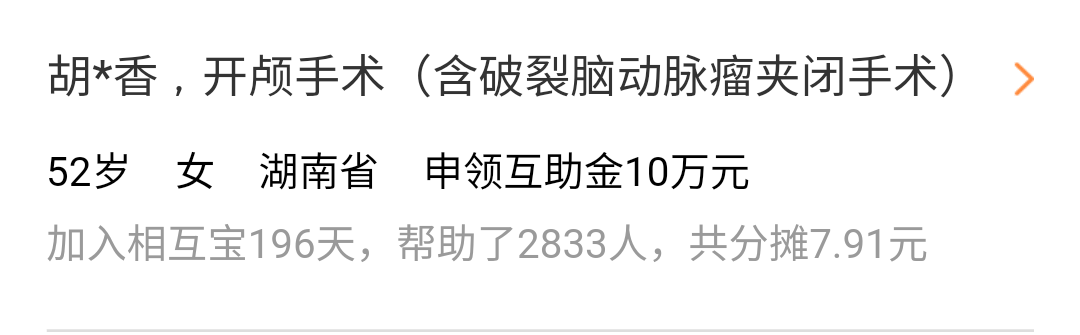 胡*香，开颅手术（含破裂脑动脉瘤夹闭手术）
52岁 女 湖南省 申领互助金10万元
加入相互宝196天，帮助了2833人，共分摊7.91元